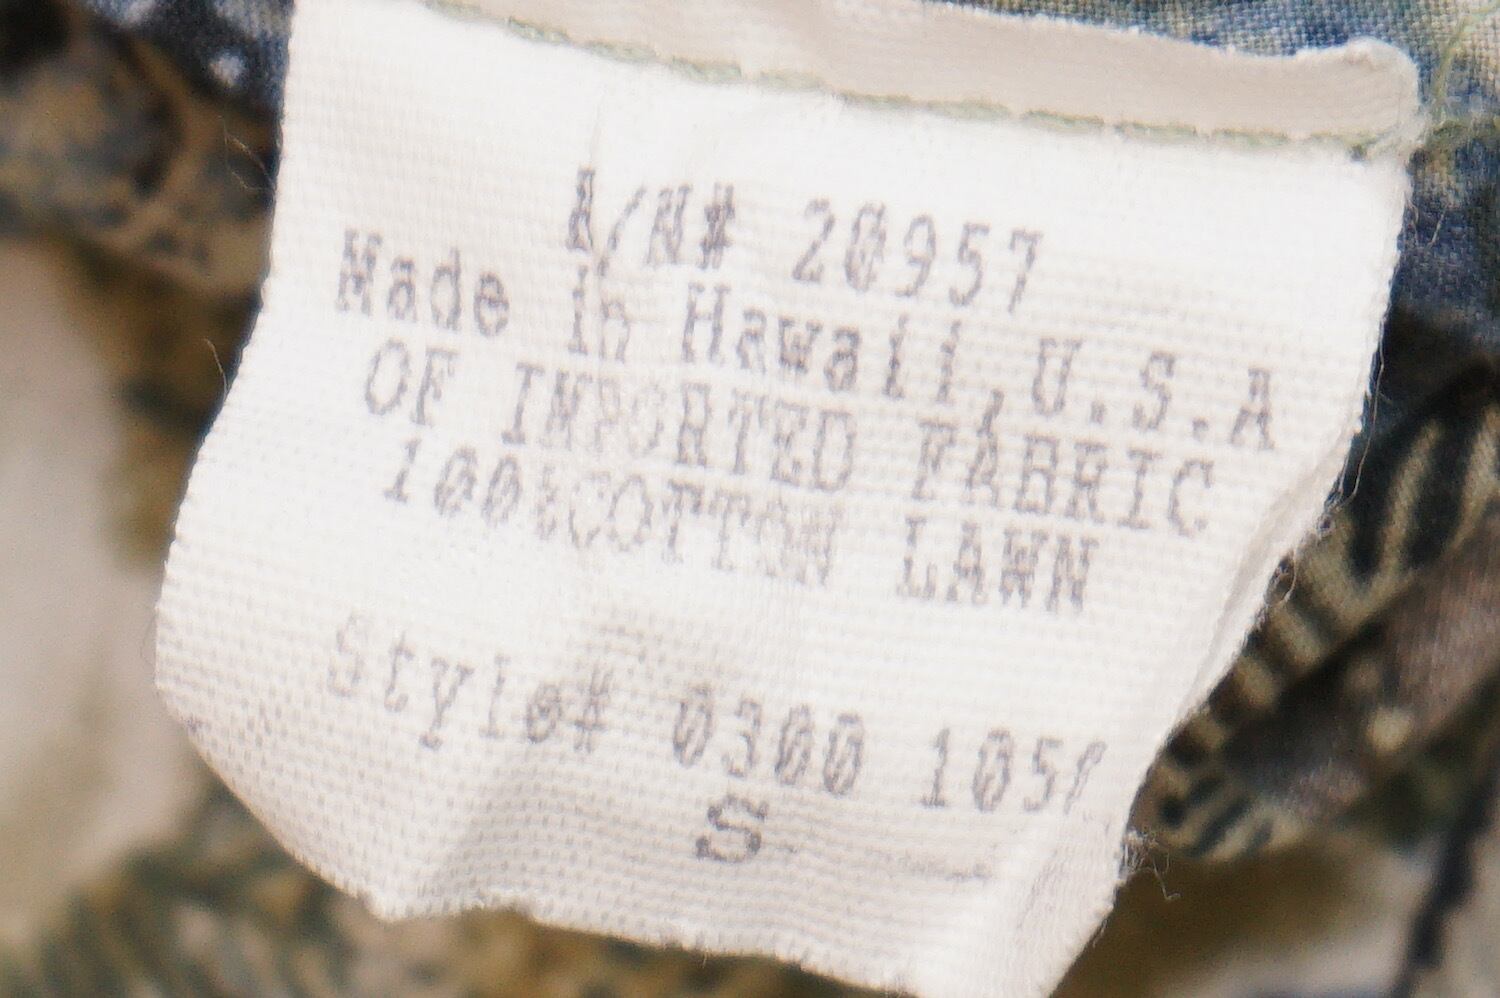 A/N# 20957
Made in Hawaii,U.S.A
OF IMPORTED FABRIC
100%COTTON LAWN
Style# 0300
S